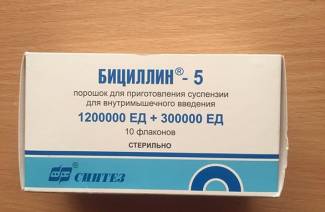 БИЦИЛЛИН® - 5
порошок для приготовления суспензии
для внутримышечного введения
1200000 ЕД + 300000 ЕД
10 флаконов
СТЕРИЛЬНО
СИНТЕЗ